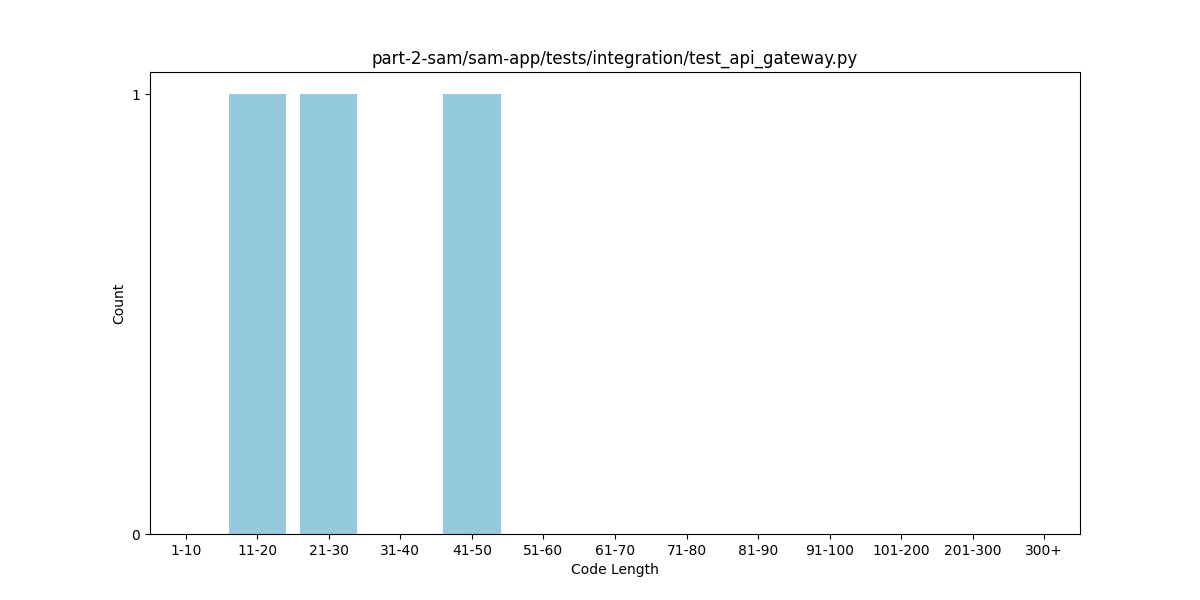 part-2-sam/sam-app/tests/integration/test_api_gateway.py
1
Count
0
1-10 11-20 21-30 31-40 41-50 51-60 61-70 71-80 81-90 91-100 101-200 201-300 300+
Code Length